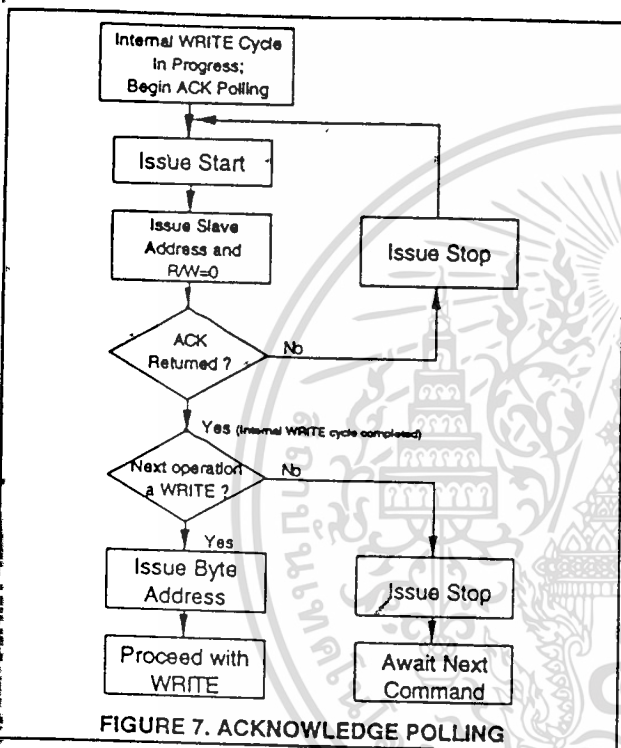 Internal WRITE Cycle
In Progress;
Begin ACK Polling
Issue Start
Issue Slave
Address and
R/W=0
Issue Stop
ACK
Returned ?
No
Yes (Internal WRITE cycle completed)
Next operation
a WRITE ?
No
Yes
Issue Byte
Address
Issue Stop
Proceed with
WRITE
Await Next
Command
FIGURE 7. ACKNOWLEDGE POLLING